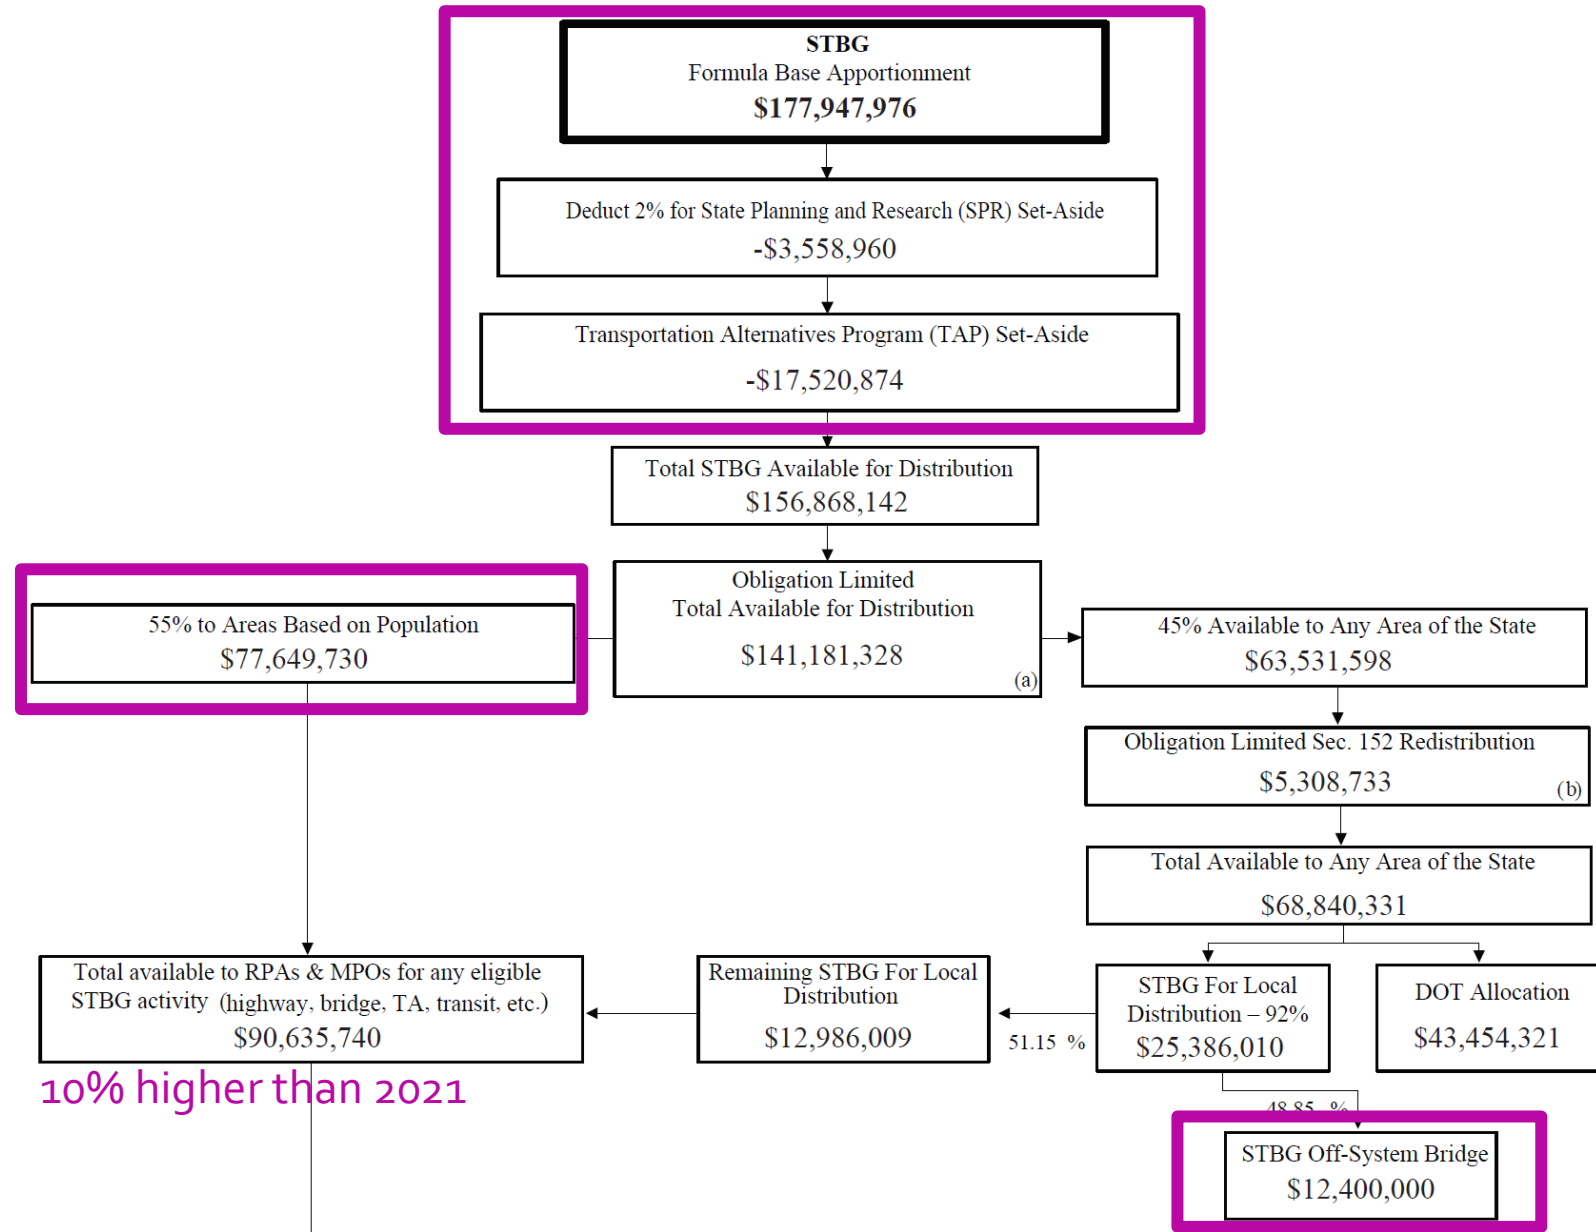 STBG
Formula Base Apportionment
$177,947,976
Deduct 2% for State Planning and Research (SPR) Set-Aside
-$3,558,960
Transportation Alternatives Program (TAP) Set-Aside
-$17,520,874
Total STBG Available for Distribution
$156,868,142
Obligation Limited
Total Available for Distribution
$141,181,328
(a)
55% to Areas Based on Population
$77,649,730
45% Available to Any Area of the State
$63,531,598
Obligation Limited Sec. 152 Redistribution
$5,308,733
(b)
Total Available to Any Area of the State
$68,840,331
Total available to RPAs & MPOs for any eligible
STBG activity (highway, bridge, TA, transit, etc.)
$90,635,740
Remaining STBG For Local
Distribution
$12,986,009
51.15 %
STBG For Local
Distribution – 92%
$25,386,010
DOT Allocation
$43,454,321
10% higher than 2021
48.85 %
STBG Off-System Bridge
$12,400,000